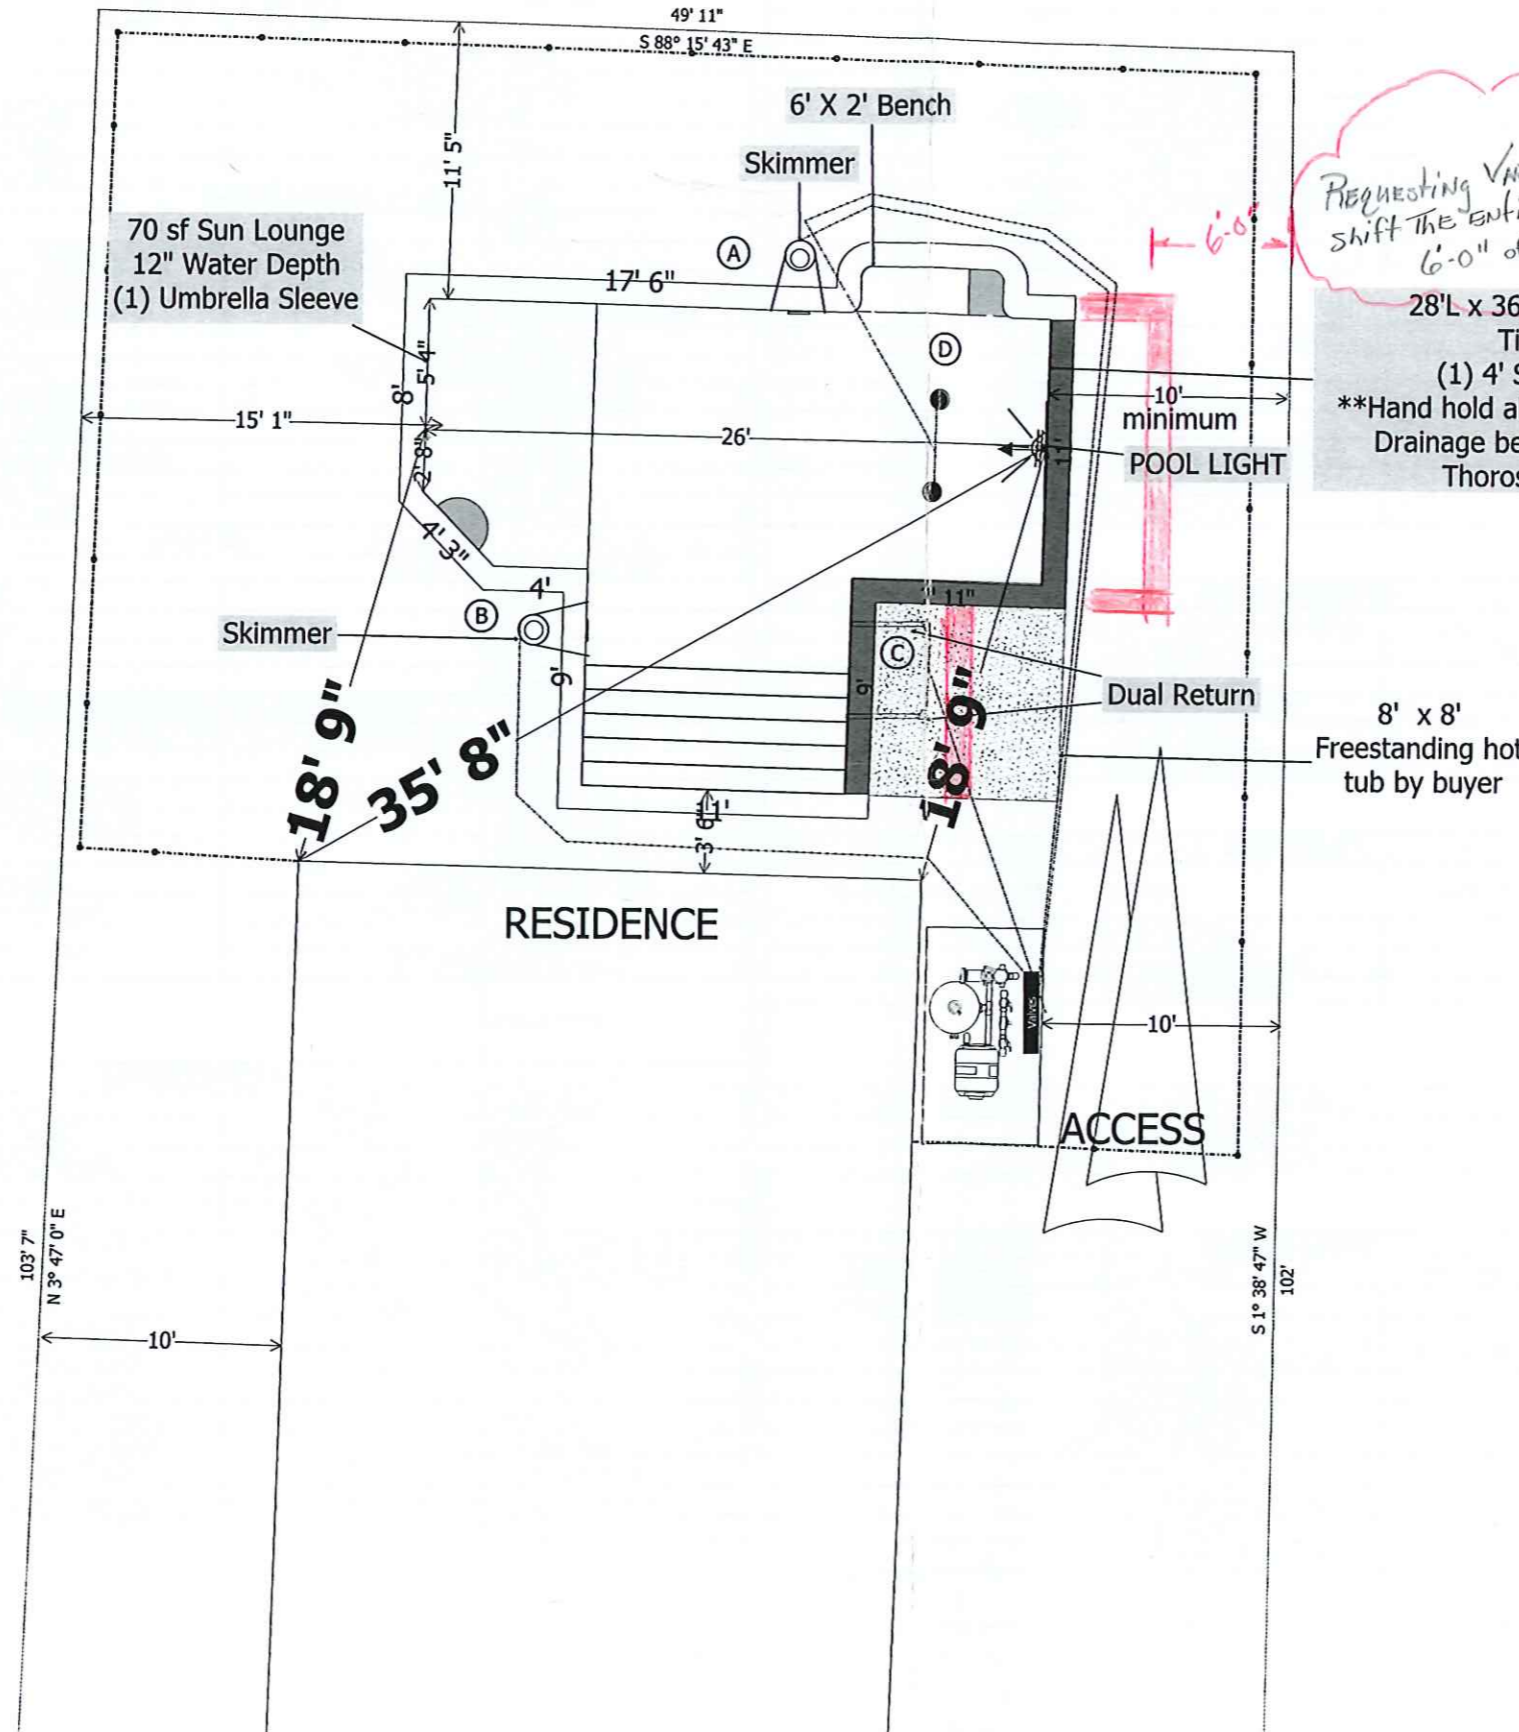 49' 11"
S 88° 15' 43" E
6' X 2' Bench
Skimmer
11' 5"
70 sf Sun Lounge
12" Water Depth
(1) Umbrella Sleeve
A
17' 6"
6'-0"
Requesting
shift The
6'-0"
28'L x 36
(1) 4'
**Hand hold
Drainage
10'
minimum
POOL LIGHT
D
5' 4"
8'
15' 1"
26'
11'
2' 8"
4' 3"
4'
B
Skimmer
11"
C
9'
9'
Dual Return
18' 9"
35' 8"
18' 9"
8' x 8'
Freestanding hot
tub by buyer
11'
3' 6"
RESIDENCE
Valves
10'
ACCESS
103' 7"
N 3° 47' 0" E
10'
S 1° 38' 47" W
102'